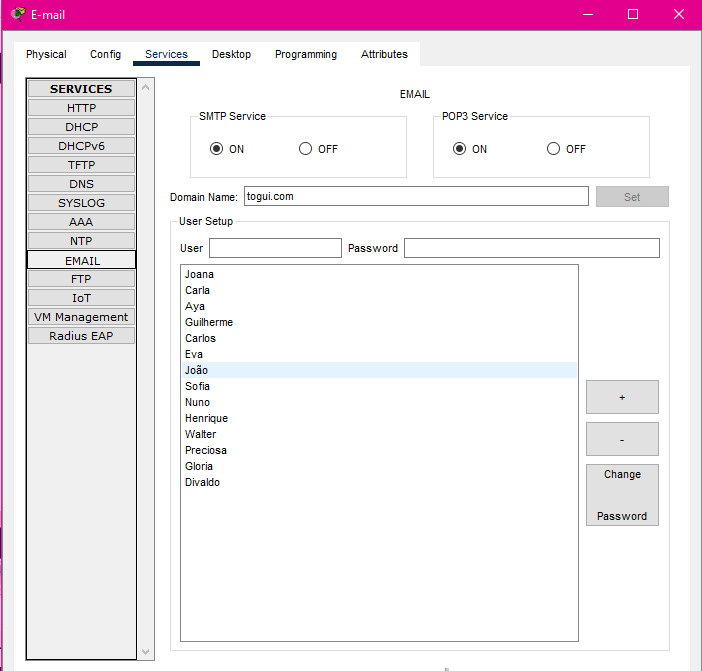 E-mail
Physical Config Services Desktop Programming Attributes
SERVICES
HTTP
DHCP
DHCPv6
TFTP
DNS
SYSLOG
AAA
NTP
EMAIL
FTP
IoT
VM Management
Radius EAP
EMAIL
SMTP Service
ON OFF
POP3 Service
ON OFF
Domain Name: togui.com Set
User Setup
User Password
Joana
Carla
Aya
Guilherme
Carlos
Eva
João
Sofia
Nuno
Henrique
Walter
Preciosa
Gloria
Divaldo
+
-
Change
Password